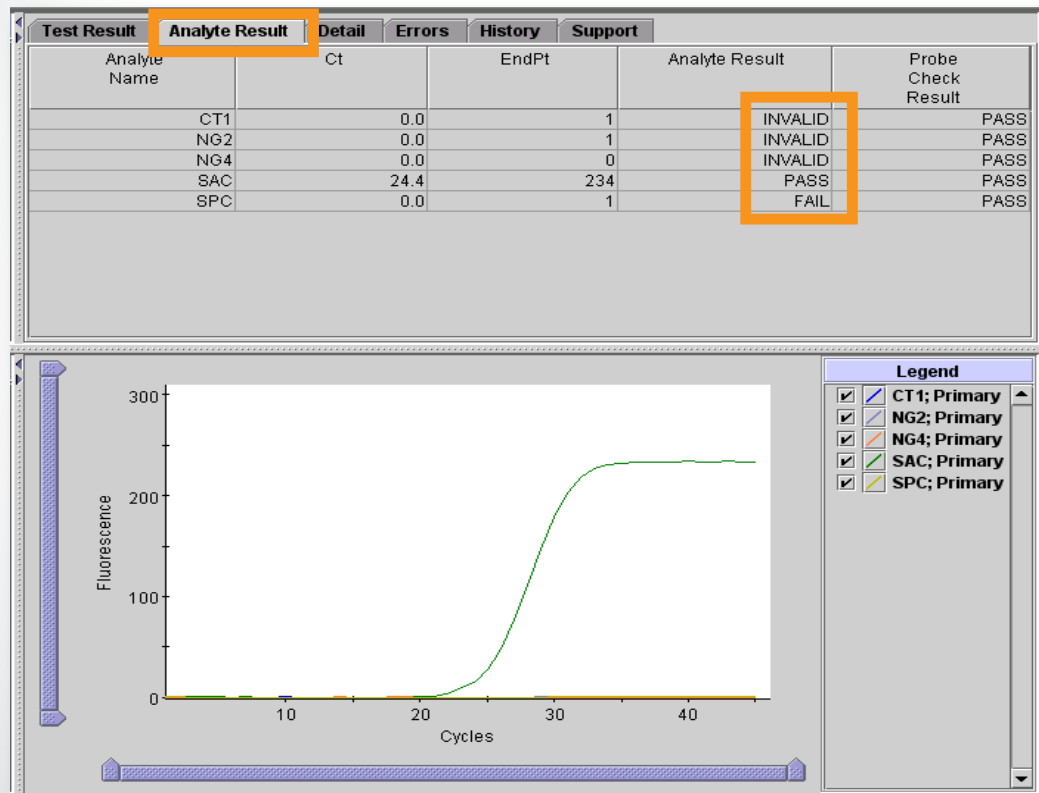 Test Result Analyte Result Detail Errors History Support
Analyte Name Ct EndPt Analyte Result Probe Check Result
CT1 0.0 1 INVALID PASS
NG2 0.0 1 INVALID PASS
NG4 0.0 0 INVALID PASS
SAC 24.4 234 PASS PASS
SPC 0.0 1 FAIL PASS
Legend
CT1; Primary
NG2; Primary
NG4; Primary
SAC; Primary
SPC; Primary
300
200
100
0
Fluorescence
10 20 30 40
Cycles